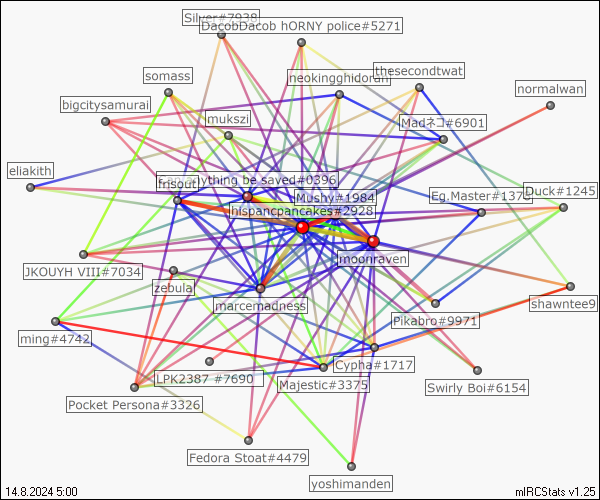 Silver#7938
DacobDacob hORNY police#5271
thesecondtwat
neokingghidorah
somass
normalwan
bigcitysamurai
mukszi
Madネコ#6901
eliakith
anything be saved#0396
frisout
Mushy#1984
Eg.Master#1378
Duck#1245
hispancpancakes#2928
moonraven
JKOUYH VIII#7034
zebula
marcemadness
shawntee9
Pikabro#9971
ming#4742
Cypha#1717
LPK2387 #7690
Majestic#3375
Swirly Boi#6154
Pocket Persona#3326
Fedora Stoat#4479
yoshimanden
14.8.2024 5:00
mIRCStats v1.25